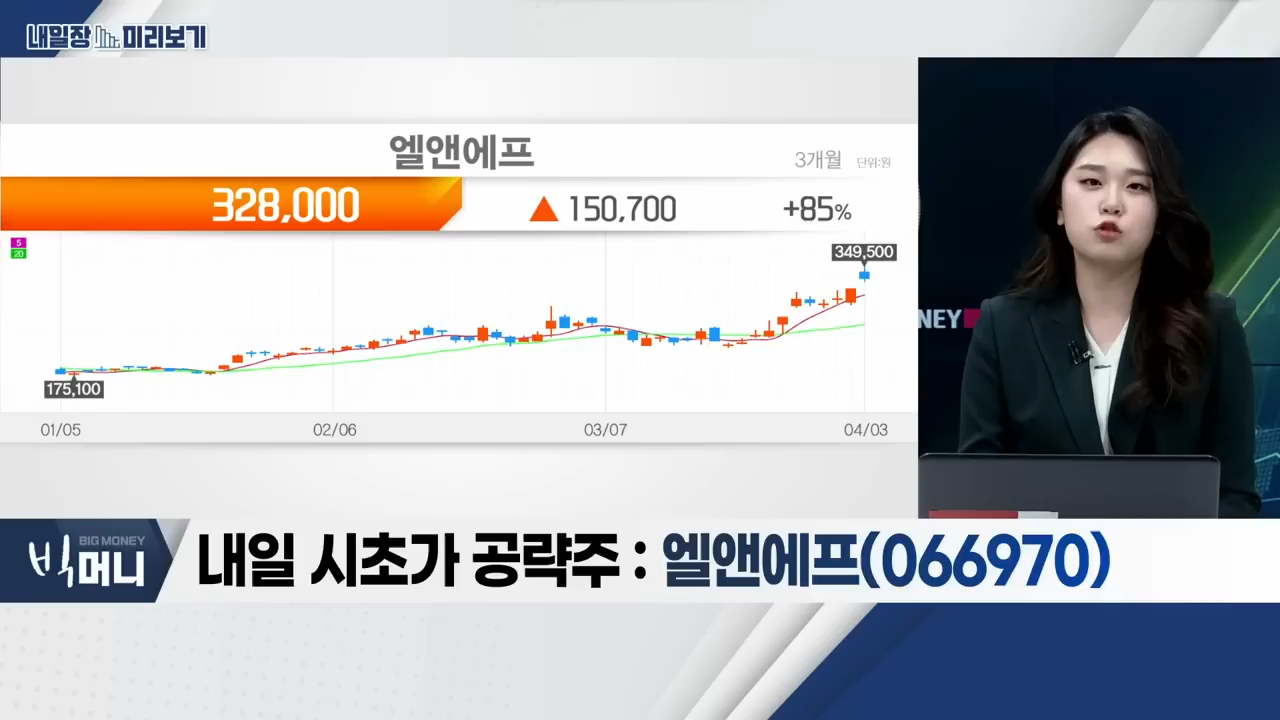 내일장 미리보기
엘앤에프
3개월 단위:원
328,000 ▲ 150,700 +85%
5
20
349,500
175,100
01/05 02/06 03/07 04/03
NEY
BIG MONEY
빅머니
내일 시초가 공략주 : 엘앤에프(066970)